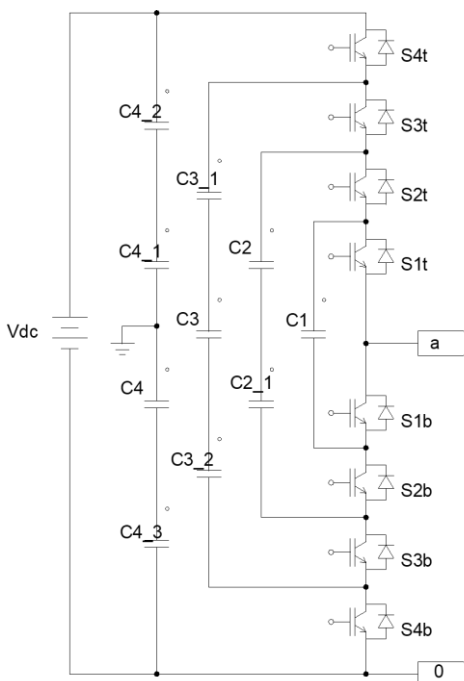 S4t
C4_2
S3t
C3_1
S2t
C4_1
C2
S1t
Vdc
C3
C1
a
C4
C2_1
S1b
C3_2
S2b
C4_3
S3b
S4b
0